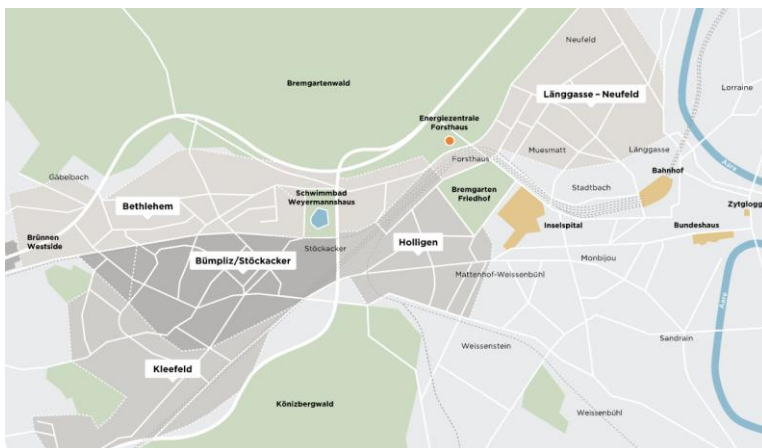 Neufeld
Bremgartenwald
Länggasse – Neufeld
Lorraine
Energiezentrale
Forsthaus
Muesmatt
Länggasse
Forsthaus
Bahnhof
Gäbelbach
Schwimmbad
Weyermannshaus
Bremgarten
Friedhof
Stadtbach
Aare
Bethlehem
Zytglogg
Brünnen
Westside
Inselspital
Bundeshaus
Stöckacker
Holligen
Bümpliz/Stöckacker
Monbijou
Mattenhof-Weissenbühl
Aare
Sandrain
Weissenstein
Kleefeld
Könizbergwald
Weissenbühl